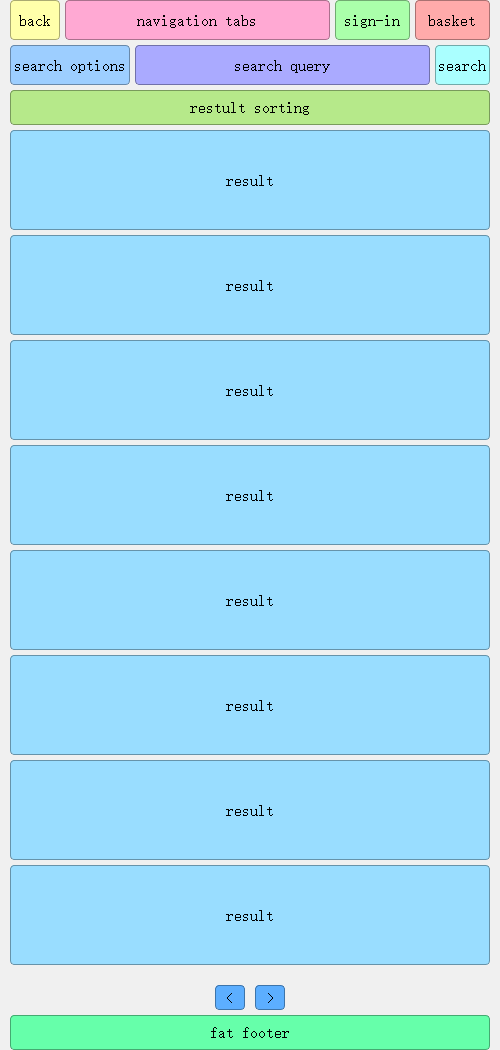 back navigation tabs sign-in basket
search options search query search
restult sorting
result
result
result
result
result
result
result
result
< >
fat footer